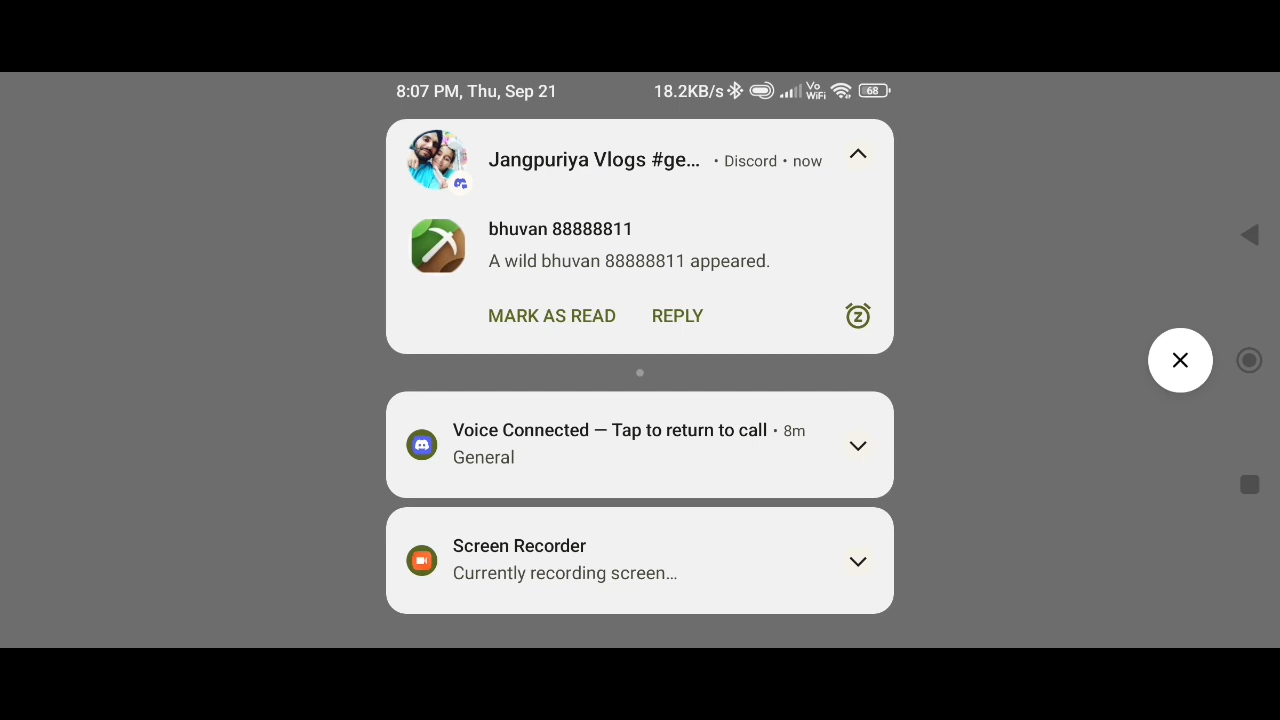 8:07 PM, Thu, Sep 21 18.2KB/s Vo WiFi 68
Jangpuriya Vlogs #ge... • Discord • now
bhuvan 88888811
A wild bhuvan 88888811 appeared.
MARK AS READ REPLY Z
Voice Connected — Tap to return to call • 8m
General
Screen Recorder
Currently recording screen...